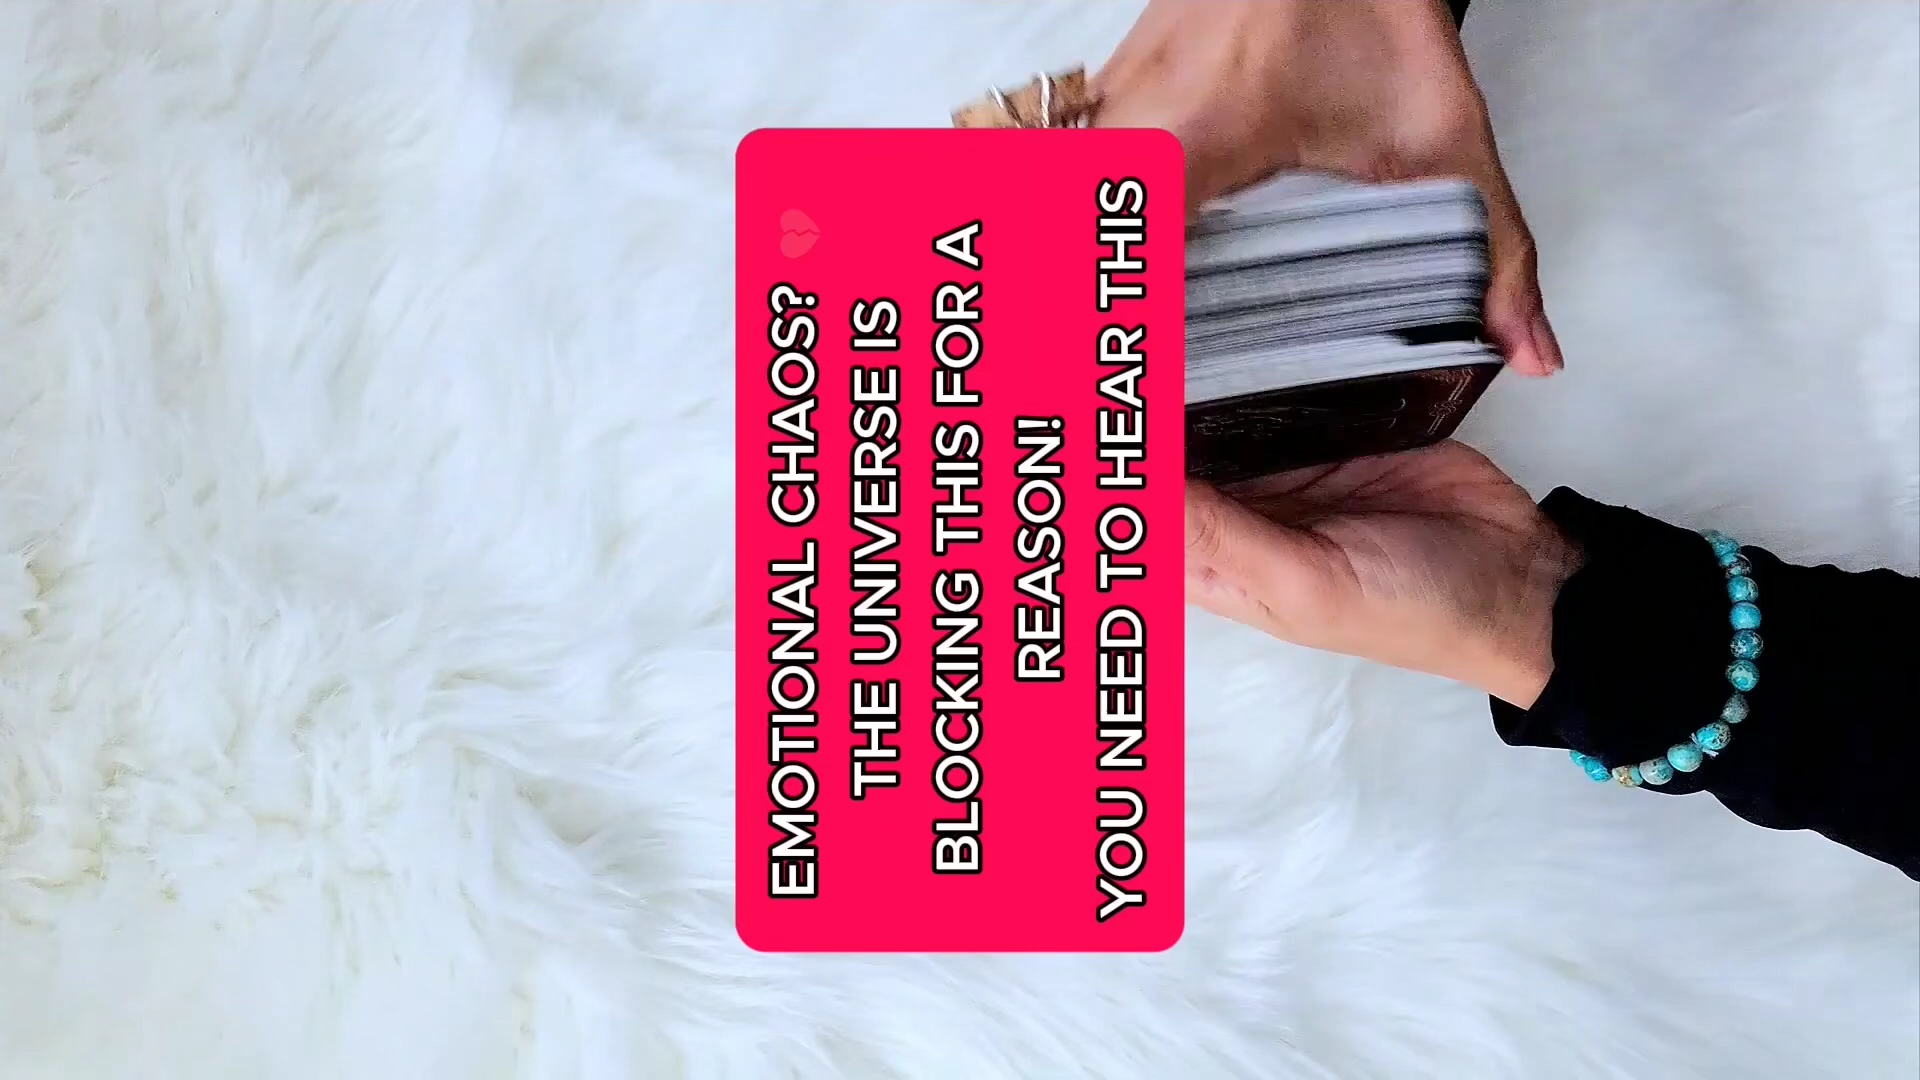 EMOTIONAL CHAOS? 💔
THE UNIVERSE IS
BLOCKING THIS FOR A
REASON!
YOU NEED TO HEAR THIS